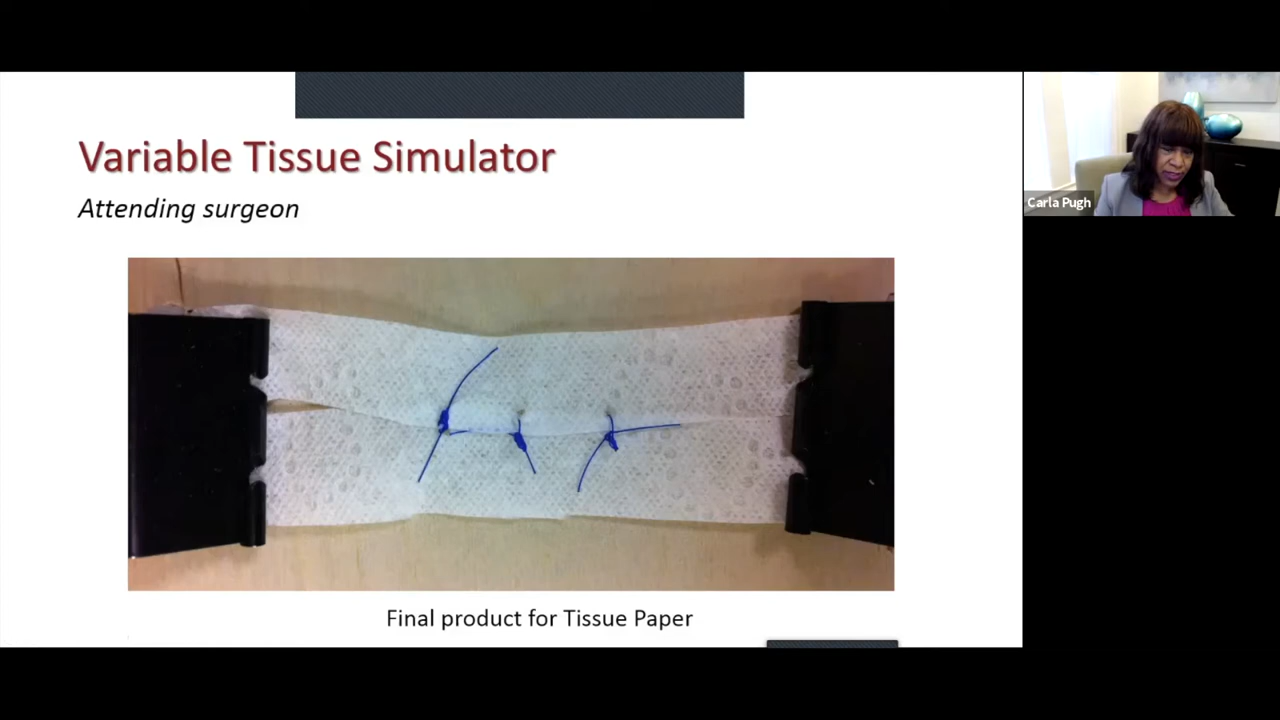 Variable Tissue Simulator
Attending surgeon
Carla Pugh
Final product for Tissue Paper